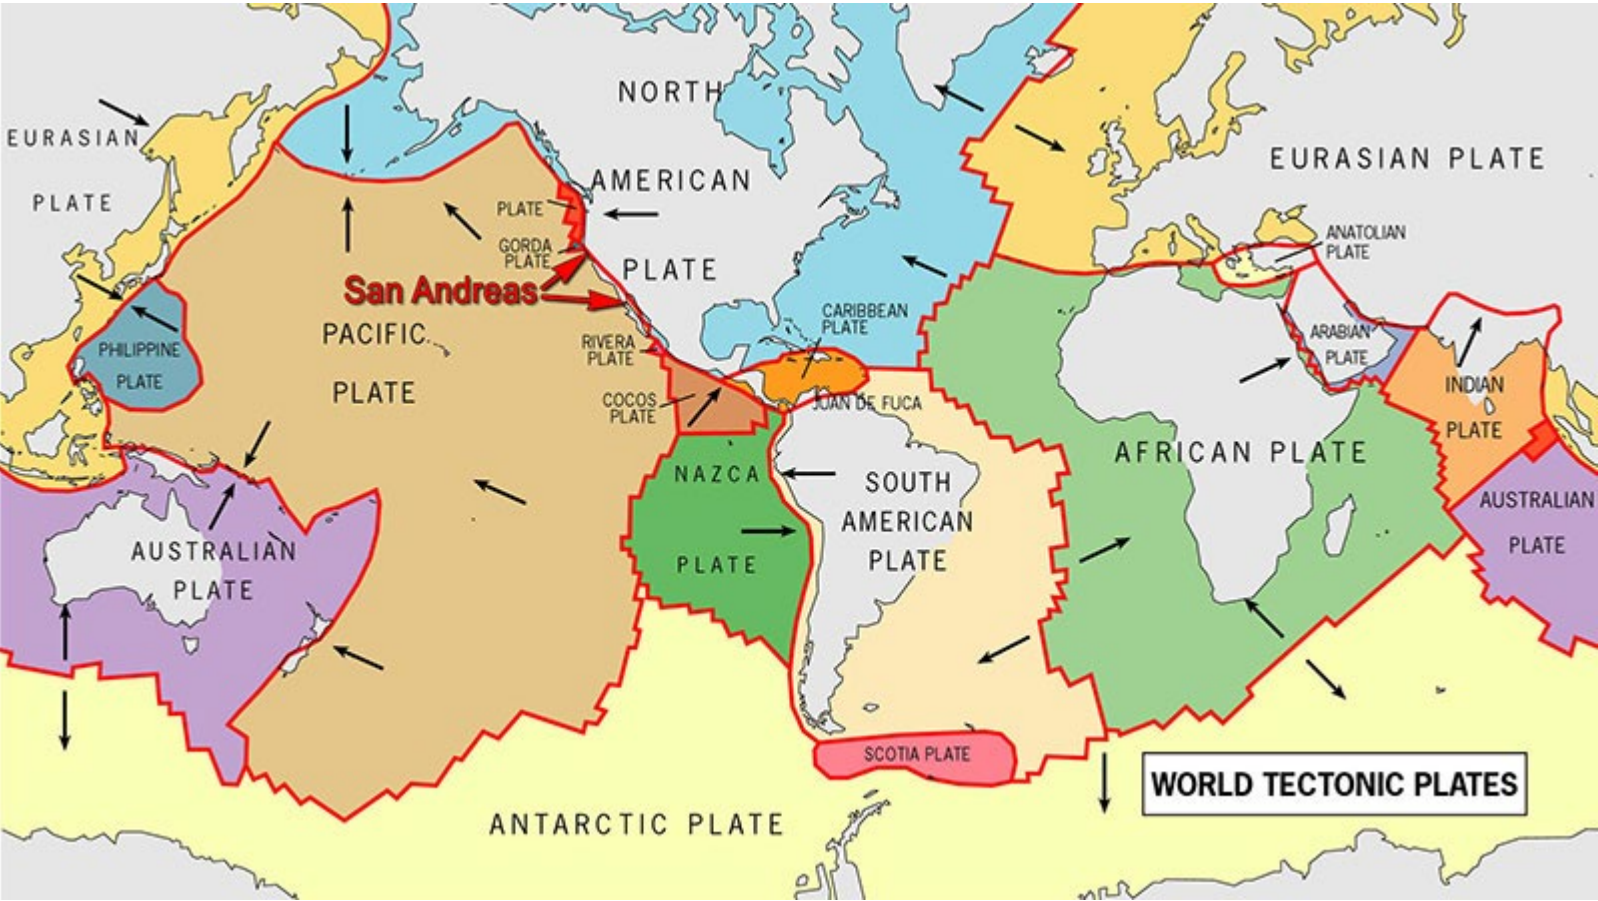 NORTH
AMERICAN
PLATE
EURASIAN
PLATE
EURASIAN PLATE
PLATE
GORDA
PLATE
San Andreas
ANATOLIAN
PLATE
CARIBBEAN
PLATE
PACIFIC
PLATE
RIVERA
PLATE
ARABIAN
PLATE
PHILIPPINE
PLATE
COCOS
PLATE
JUAN DE FUCA
INDIAN
PLATE
AFRICAN PLATE
NAZCA
PLATE
SOUTH
AMERICAN
PLATE
AUSTRALIAN
PLATE
AUSTRALIAN
PLATE
SCOTIA PLATE
ANTARCTIC PLATE
WORLD TECTONIC PLATES